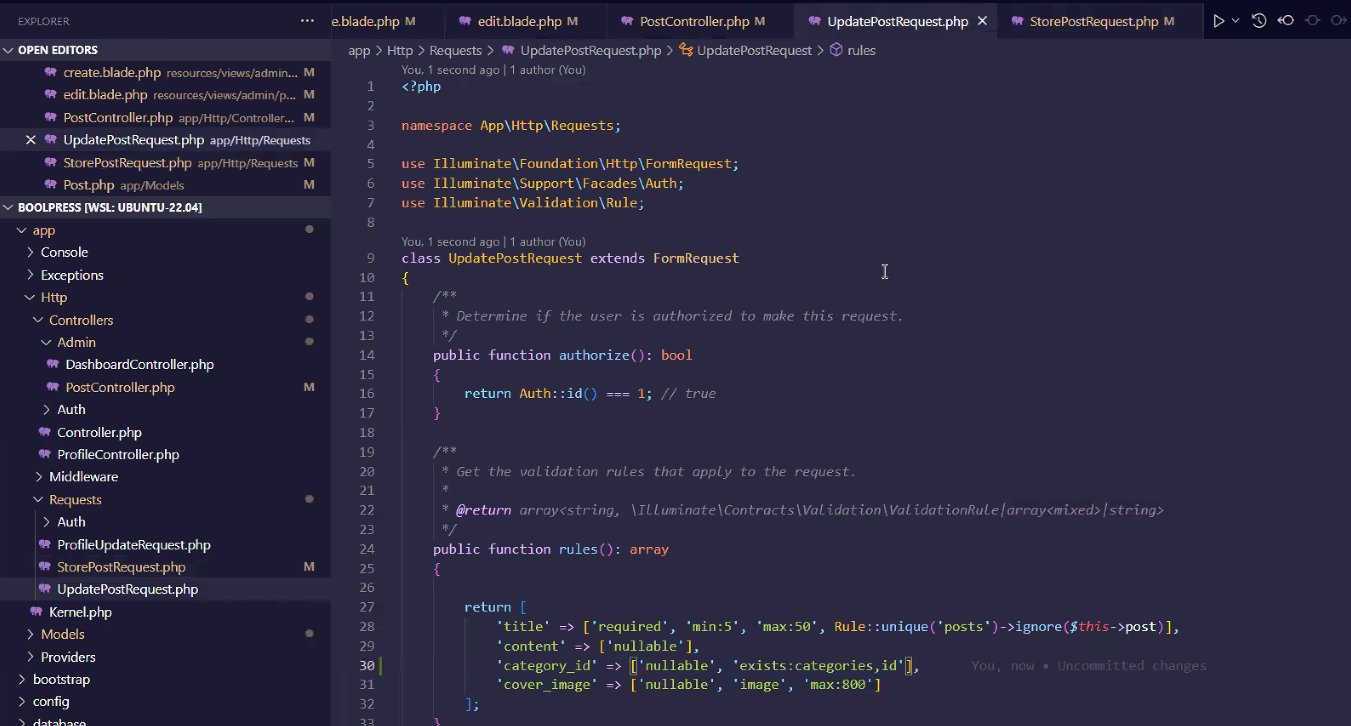 EXPLORER ...
e.blade.php M edit.blade.php M PostController.php M UpdatePostRequest.php StorePostRequest.php M
OPEN EDITORS
create.blade.php resources/views/admin... M
edit.blade.php resources/views/admin/p... M
PostController.php app/Http/Controller... M
UpdatePostRequest.php app/Http/Requests
StorePostRequest.php app/Http/Requests M
Post.php app/Models M
BOOLPRESS [WSL: UBUNTU-22.04]
app
Console
Exceptions
Http
Controllers
Admin
DashboardController.php
PostController.php M
Auth
Controller.php
ProfileController.php
Middleware
Requests
Auth
ProfileUpdateRequest.php
StorePostRequest.php M
UpdatePostRequest.php
Kernel.php
Models
Providers
bootstrap
config
database
app > Http > Requests > UpdatePostRequest.php > UpdatePostRequest > rules
You, 1 second ago | 1 author (You)
1 <?php
2
3 namespace App\Http\Requests;
4
5 use Illuminate\Foundation\Http\FormRequest;
6 use Illuminate\Support\Facades\Auth;
7 use Illuminate\Validation\Rule;
8
You, 1 second ago | 1 author (You)
9 class UpdatePostRequest extends FormRequest
10 {
11 /**
12 * Determine if the user is authorized to make this request.
13 */
14 public function authorize(): bool
15 {
16 return Auth::id() === 1; // true
17 }
18
19 /**
20 * Get the validation rules that apply to the request.
21 *
22 * @return array<string, \Illuminate\Contracts\Validation\ValidationRule|array<mixed>|string>
23 */
24 public function rules(): array
25 {
26
27 return [
28 'title' => ['required', 'min:5', 'max:50', Rule::unique('posts')->ignore($this->post)],
29 'content' => ['nullable'],
30 'category_id' => ['nullable', 'exists:categories,id'], You, now • Uncommitted changes
31 'cover_image' => ['nullable', 'image', 'max:800']
32 ];
33 }